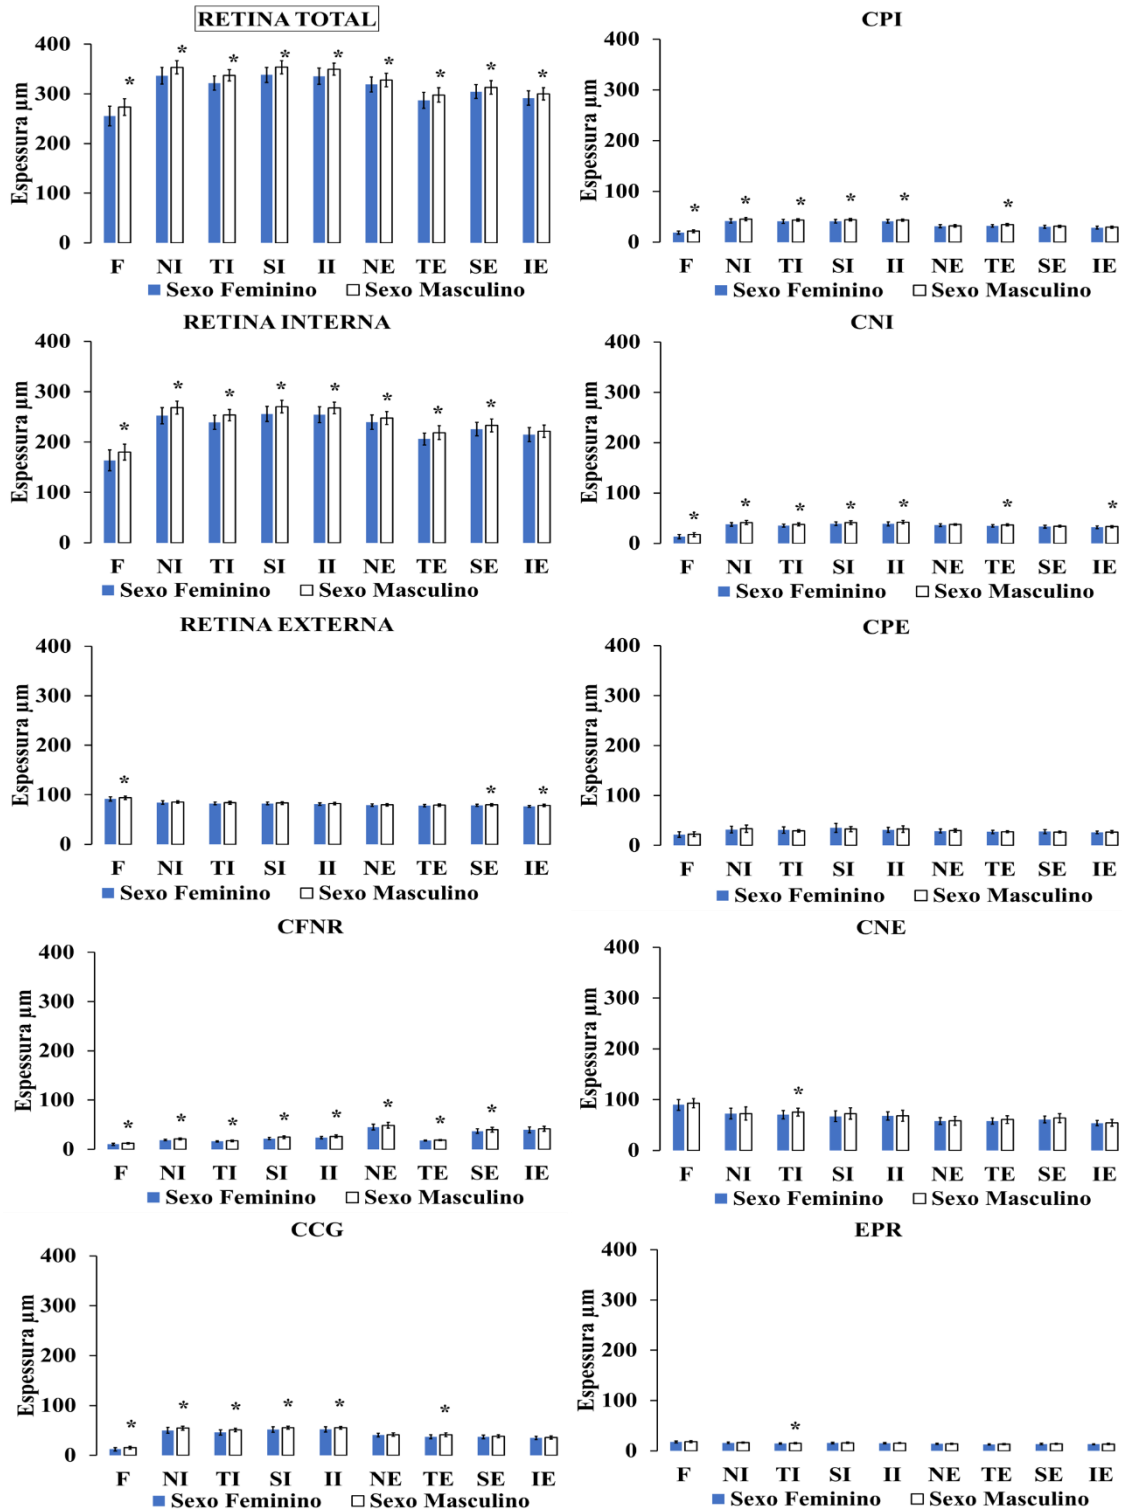 RETINA TOTAL
Espessura µm
400
300
200
100
0
* * * * * * * * *
F NI TI SI II NE TE SE IE
Sexo Feminino Sexo Masculino
CPI
Espessura µm
400
300
200
100
0
* * * * * *
F NI TI SI II NE TE SE IE
Sexo Feminino Sexo Masculino
RETINA INTERNA
Espessura µm
400
300
200
100
0
* * * * * * * *
F NI TI SI II NE TE SE IE
Sexo Feminino Sexo Masculino
CNI
Espessura µm
400
300
200
100
0
* * * * * * *
F NI TI SI II NE TE SE IE
Sexo Feminino Sexo Masculino
RETINA EXTERNA
Espessura µm
400
300
200
100
0
* * *
F NI TI SI II NE TE SE IE
Sexo Feminino Sexo Masculino
CPE
Espessura µm
400
300
200
100
0
F NI TI SI II NE TE SE IE
Sexo Feminino Sexo Masculino
CFNR
Espessura µm
400
300
200
100
0
* * * * * * * *
F NI TI SI II NE TE SE IE
Sexo Feminino Sexo Masculino
CNE
Espessura µm
400
300
200
100
0
*
F NI TI SI II NE TE SE IE
Sexo Feminino Sexo Masculino
CCG
Espessura µm
400
300
200
100
0
* * * * * *
F NI TI SI II NE TE SE IE
Sexo Feminino Sexo Masculino
EPR
Espessura µm
400
300
200
100
0
*
F NI TI SI II NE TE SE IE
Sexo Feminino Sexo Masculino